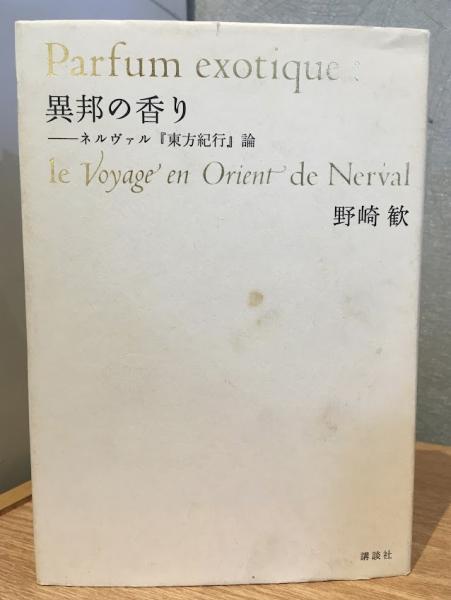 Parfum exotique:
異邦の香り
――ネルヴァル『東方紀行』論
le Voyage en Orient de Nerval
野崎 歓
講談社